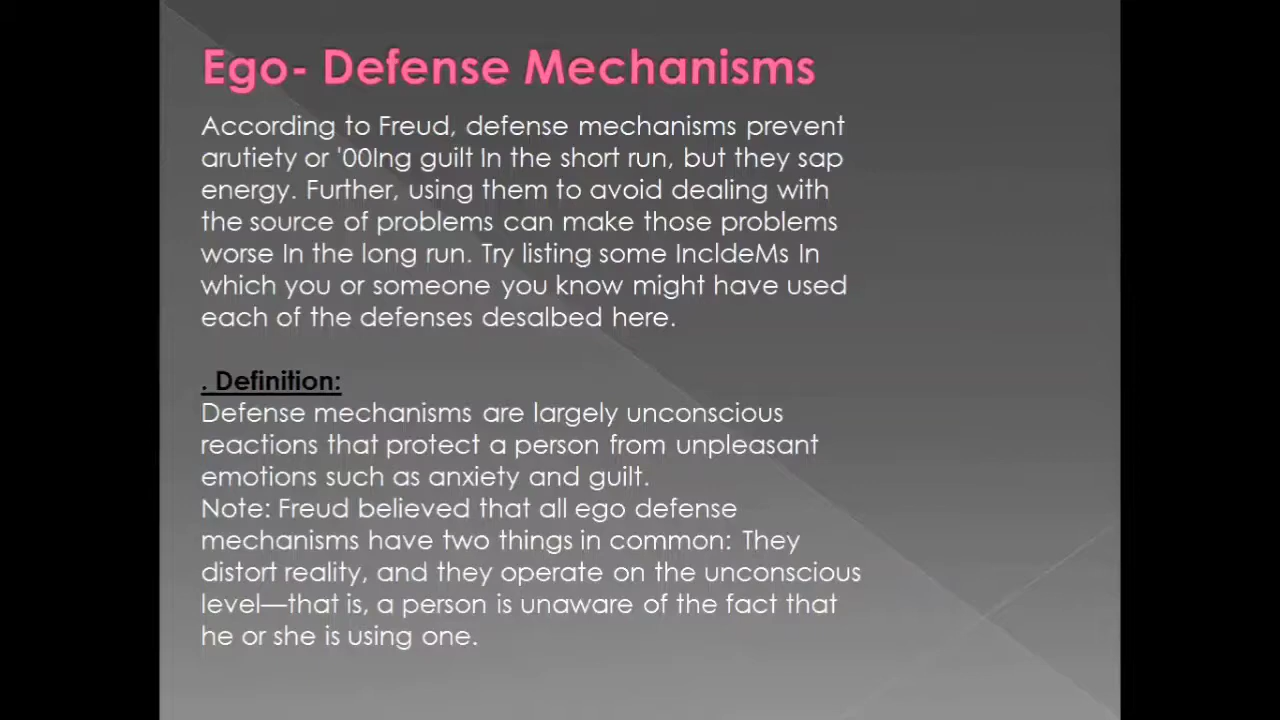 Ego- Defense Mechanisms
According to Freud, defense mechanisms prevent
arutiety or '00Ing guilt In the short run, but they sap
energy. Further, using them to avoid dealing with
the source of problems can make those problems
worse In the long run. Try listing some IncldeMs In
which you or someone you know might have used
each of the defenses desalbed here.
. Definition:
Defense mechanisms are largely unconscious
reactions that protect a person from unpleasant
emotions such as anxiety and guilt.
Note: Freud believed that all ego defense
mechanisms have two things in common: They
distort reality, and they operate on the unconscious
level—that is, a person is unaware of the fact that
he or she is using one.